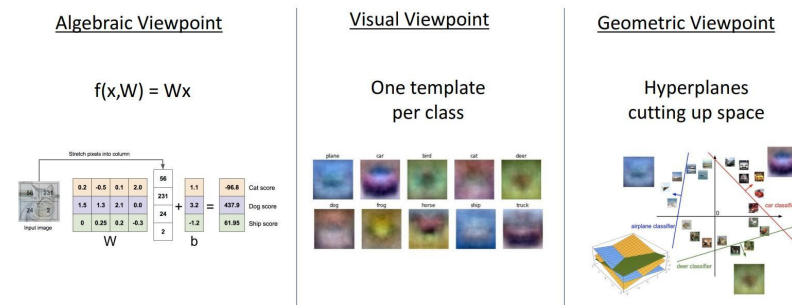 Algebraic Viewpoint
f(x,W) = Wx
Stretch pixels into column
56 231
24 2
Input image
0.2 -0.5 0.1 2.0
1.5 1.3 2.1 0.0
0 0.25 0.2 -0.3
W
56
231
24
2
+
1.1
3.2
-1.2
b
=
-96.8 Cat score
437.9 Dog score
61.95 Ship score
Visual Viewpoint
One template
per class
plane car bird cat deer
dog frog horse ship truck
Geometric Viewpoint
Hyperplanes
cutting up space
car classifi
0
airplane classifier
deer classifier